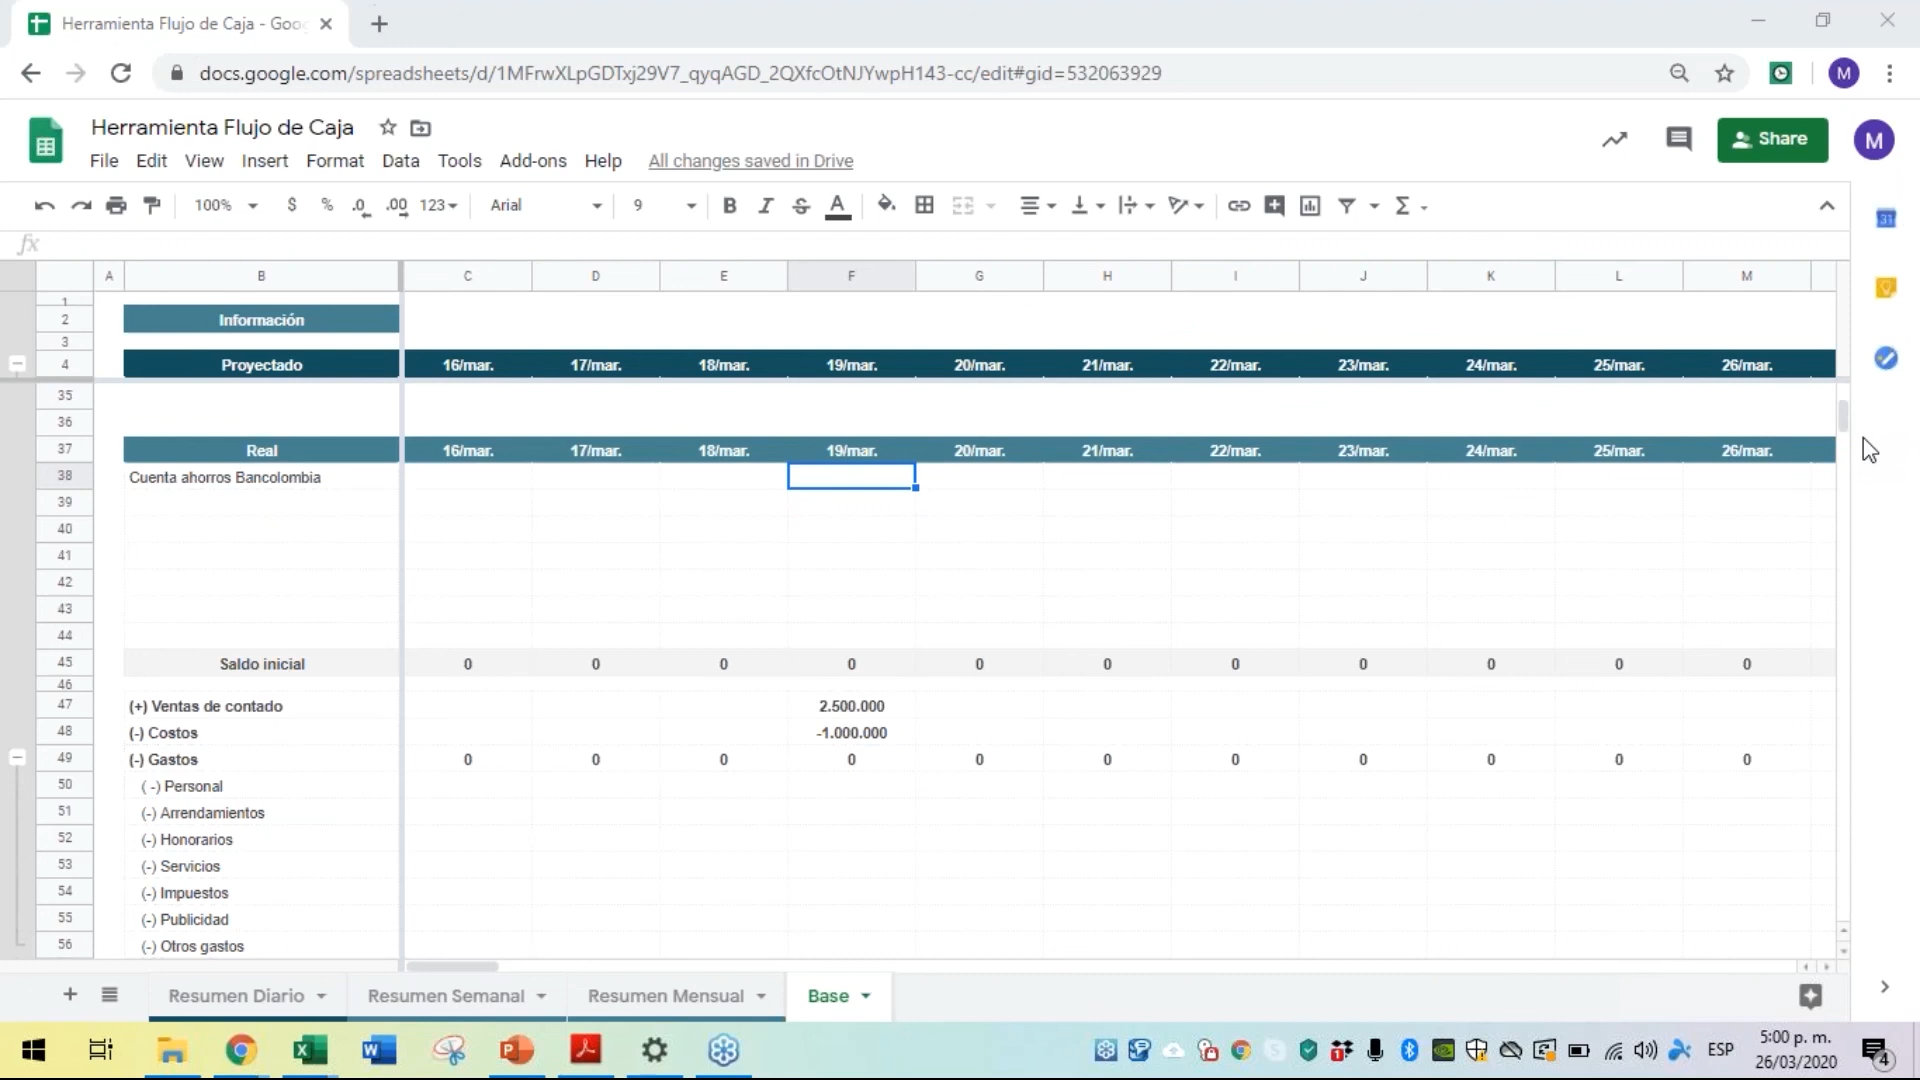 Herramienta Flujo de Caja - Goo
docs.google.com/spreadsheets/d/1MFrwXLpGDTxj29V7_qyqAGD_2QXfcOtNJYwpH143-cc/edit#gid=532063929
M
Herramienta Flujo de Caja
Share
M
File Edit View Insert Format Data Tools Add-ons Help All changes saved in Drive
100% $ % .0 .00 123 Arial 9 B I S A Σ
31
fx
A B C D E F G H I J K L M
1
2 Información
3
4 Proyectado 16/mar. 17/mar. 18/mar. 19/mar. 20/mar. 21/mar. 22/mar. 23/mar. 24/mar. 25/mar. 26/mar.
35
36
37 Real 16/mar. 17/mar. 18/mar. 19/mar. 20/mar. 21/mar. 22/mar. 23/mar. 24/mar. 25/mar. 26/mar.
38 Cuenta ahorros Bancolombia
39
40
41
42
43
44
45 Saldo inicial 0 0 0 0 0 0 0 0 0 0 0
46
47 (+) Ventas de contado 2.500.000
48 (-) Costos -1.000.000
49 (-) Gastos 0 0 0 0 0 0 0 0 0 0 0
50 ( -) Personal
51 (-) Arrendamientos
52 (-) Honorarios
53 (-) Servicios
54 (-) Impuestos
55 (-) Publicidad
56 (-) Otros gastos
Resumen Diario Resumen Semanal Resumen Mensual Base
ESP
5:00 p. m.
26/03/2020
4